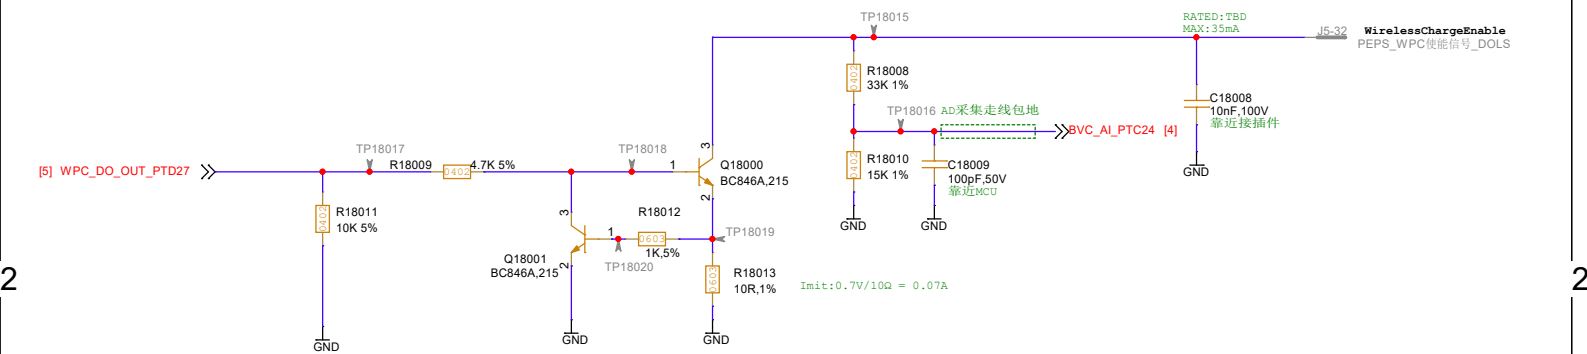 TP18015
RATED:TBD
MAX:35mA
J5-32
WirelessChargeEnable
PEPS_WPC使能信号_DOLS
0402
R18008
33K 1%
C18008
10nF,100V
靠近接插件
GND
TP18016
AD采集走线包地
BVC_AI_PTC24 [4]
[5] WPC_DO_OUT_PTD27
TP18017
R18009
0402
4.7K 5%
TP18018
1
3
2
Q18000
BC846A,215
0402
R18010
15K 1%
GND
C18009
100pF,50V
靠近MCU
GND
0402
R18011
10K 5%
GND
3
1
2
Q18001
BC846A,215
GND
R18012
0603
1K,5%
TP18020
TP18019
0603
R18013
10R,1%
GND
Imit:0.7V/10Ω = 0.07A
2
2